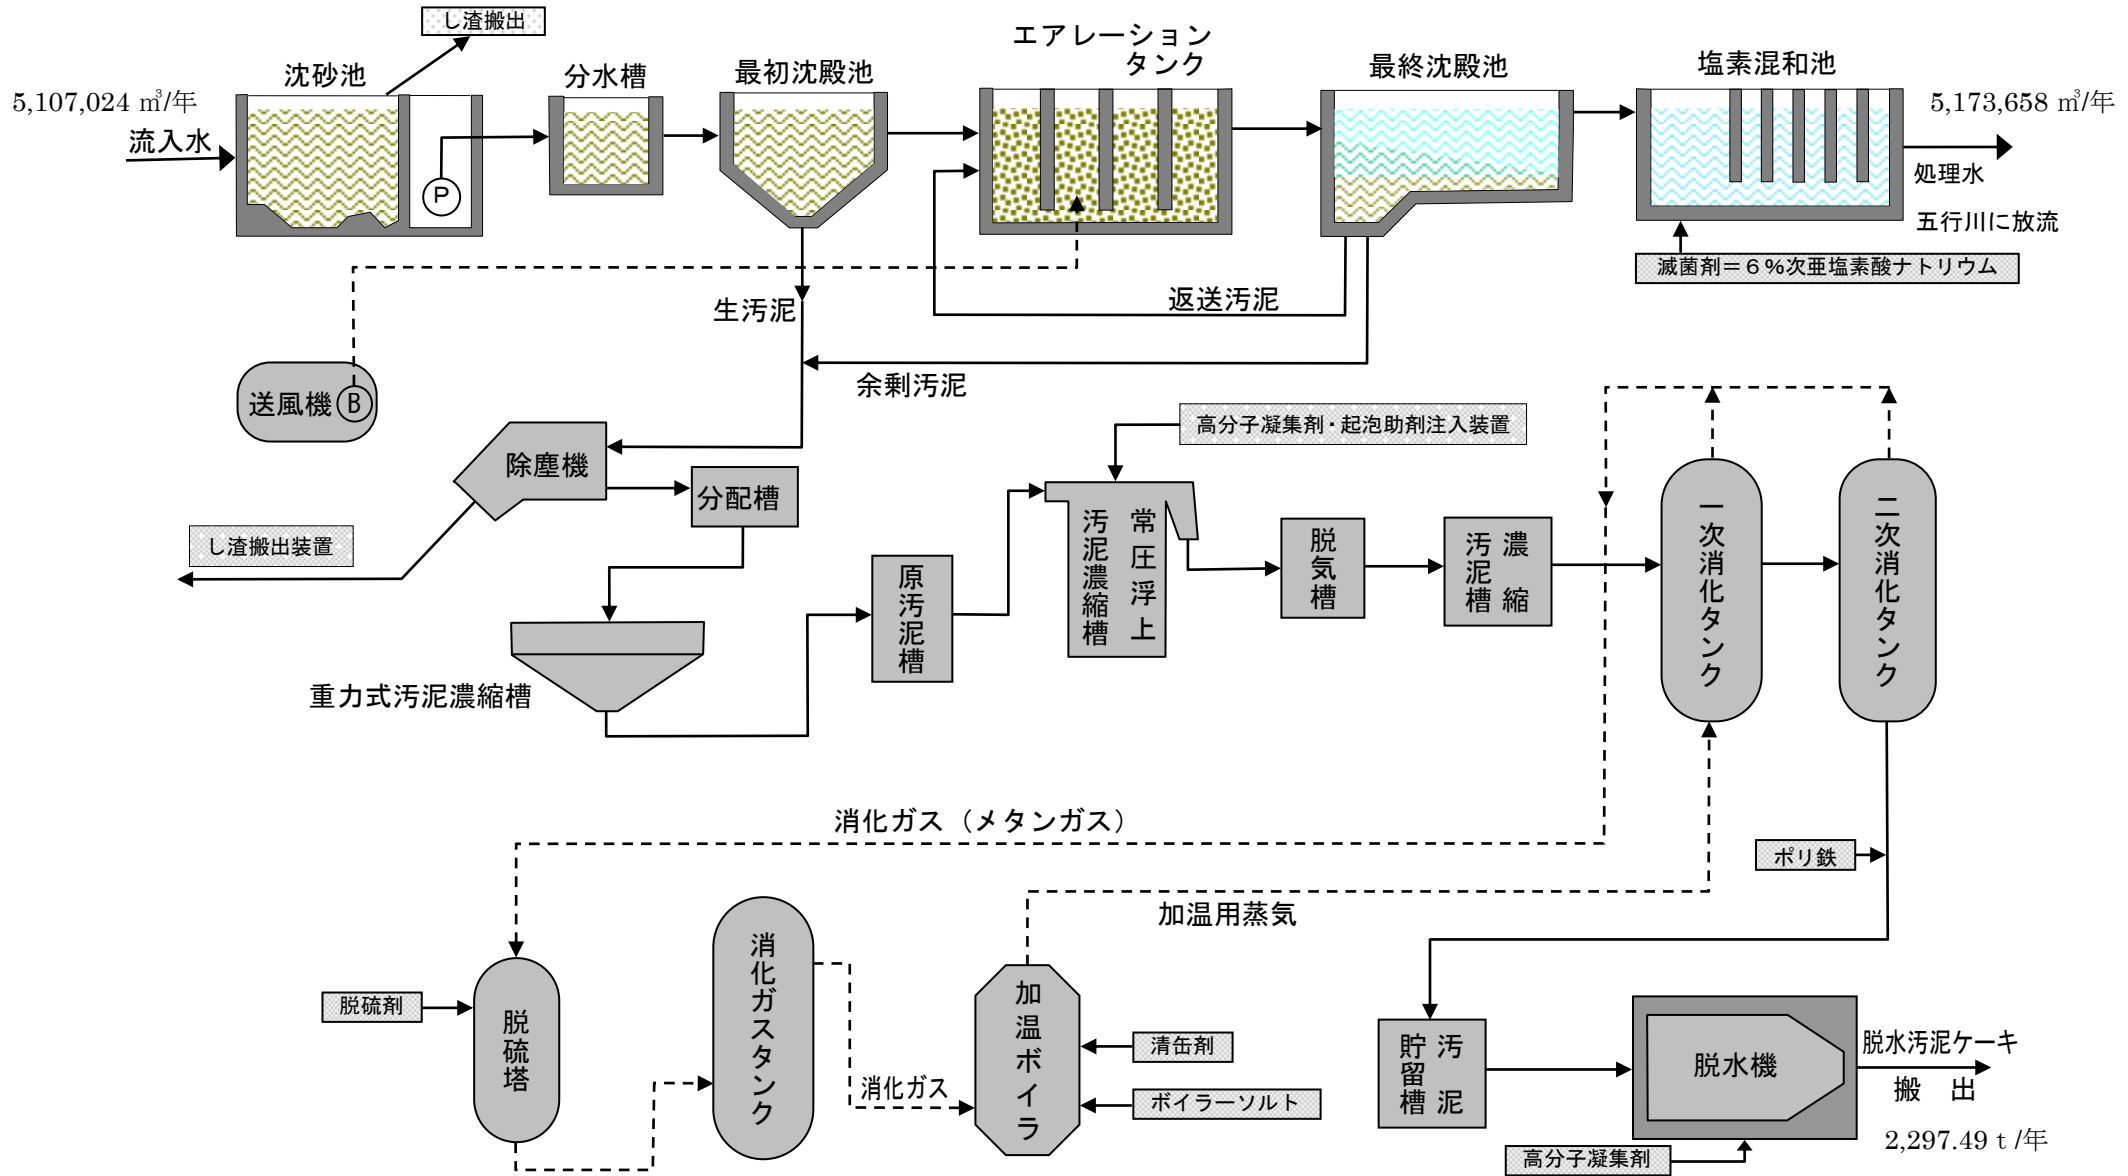 し渣搬出
沈砂池
分水槽
最初沈殿池
エアレーション
タンク
最終沈殿池
塩素混和池
5,107,024 ㎥/年
流入水
P
5,173,658 ㎥/年
処理水
五行川に放流
滅菌剤＝６%次亜塩素酸ナトリウム
生汚泥
返送汚泥
余剰汚泥
送風機
B
高分子凝集剤・起泡助剤注入装置
除塵機
分配槽
し渣搬出装置
重力式汚泥濃縮槽
原汚泥槽
常圧浮上
汚泥濃縮槽
脱気槽
濃縮
汚泥槽
一次消化タンク
二次消化タンク
消化ガス（メタンガス）
ポリ鉄
加温用蒸気
脱硫剤
脱硫塔
消化ガスタンク
消化ガス
加温ボイラ
清缶剤
ボイラーソルト
汚泥
貯留槽
脱水機
脱水汚泥ケーキ
搬　出
高分子凝集剤
2,297.49ｔ/年